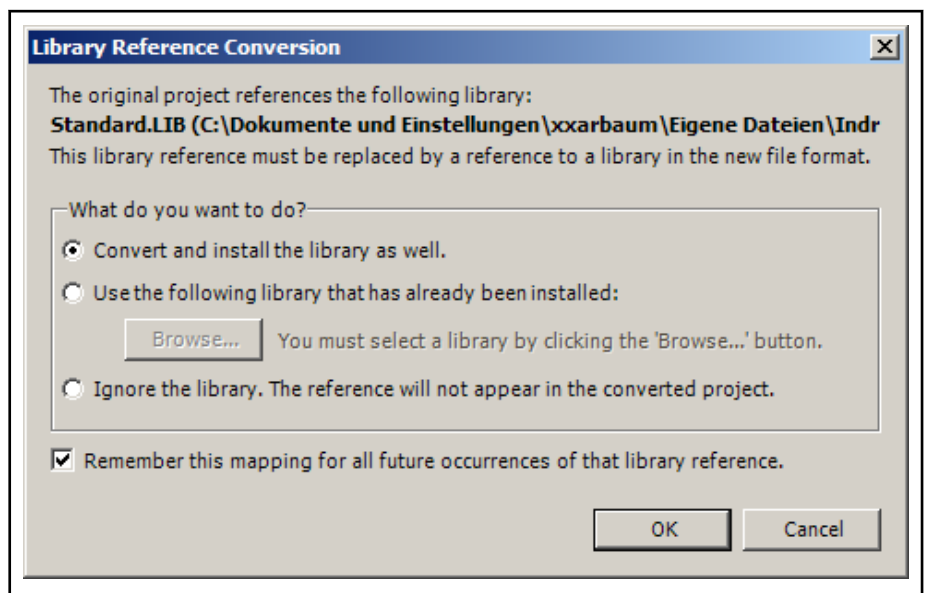 Library Reference Conversion
The original project references the following library:
Standard.LIB (C:\Dokumente und Einstellungen\xxarbaum\Eigene Dateien\Indr
This library reference must be replaced by a reference to a library in the new file format.
What do you want to do?
Convert and install the library as well.
Use the following library that has already been installed:
Browse... You must select a library by clicking the 'Browse...' button.
Ignore the library. The reference will not appear in the converted project.
Remember this mapping for all future occurrences of that library reference.
OK Cancel